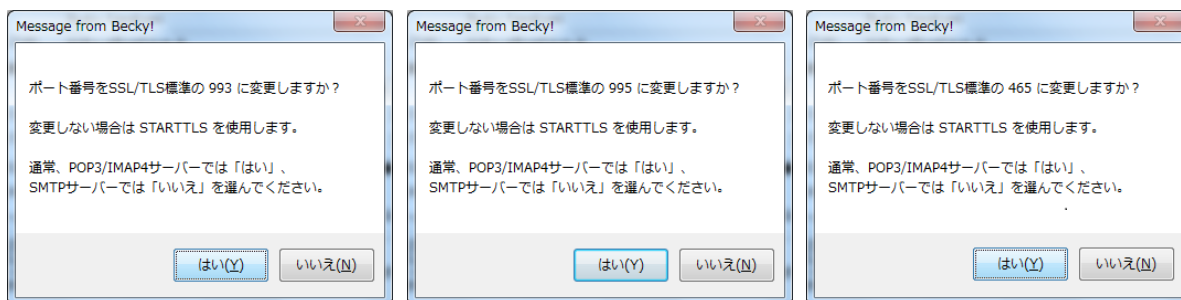 Message from Becky!
ポート番号をSSL/TLS標準の 993 に変更しますか？
変更しない場合は STARTTLS を使用します。
通常、POP3/IMAP4サーバーでは「はい」、
SMTPサーバーでは「いいえ」を選んでください。
はい(Y) いいえ(N)
Message from Becky!
ポート番号をSSL/TLS標準の 995 に変更しますか？
変更しない場合は STARTTLS を使用します。
通常、POP3/IMAP4サーバーでは「はい」、
SMTPサーバーでは「いいえ」を選んでください。
はい(Y) いいえ(N)
Message from Becky!
ポート番号をSSL/TLS標準の 465 に変更しますか？
変更しない場合は STARTTLS を使用します。
通常、POP3/IMAP4サーバーでは「はい」、
SMTPサーバーでは「いいえ」を選んでください。
はい(Y) いいえ(N)